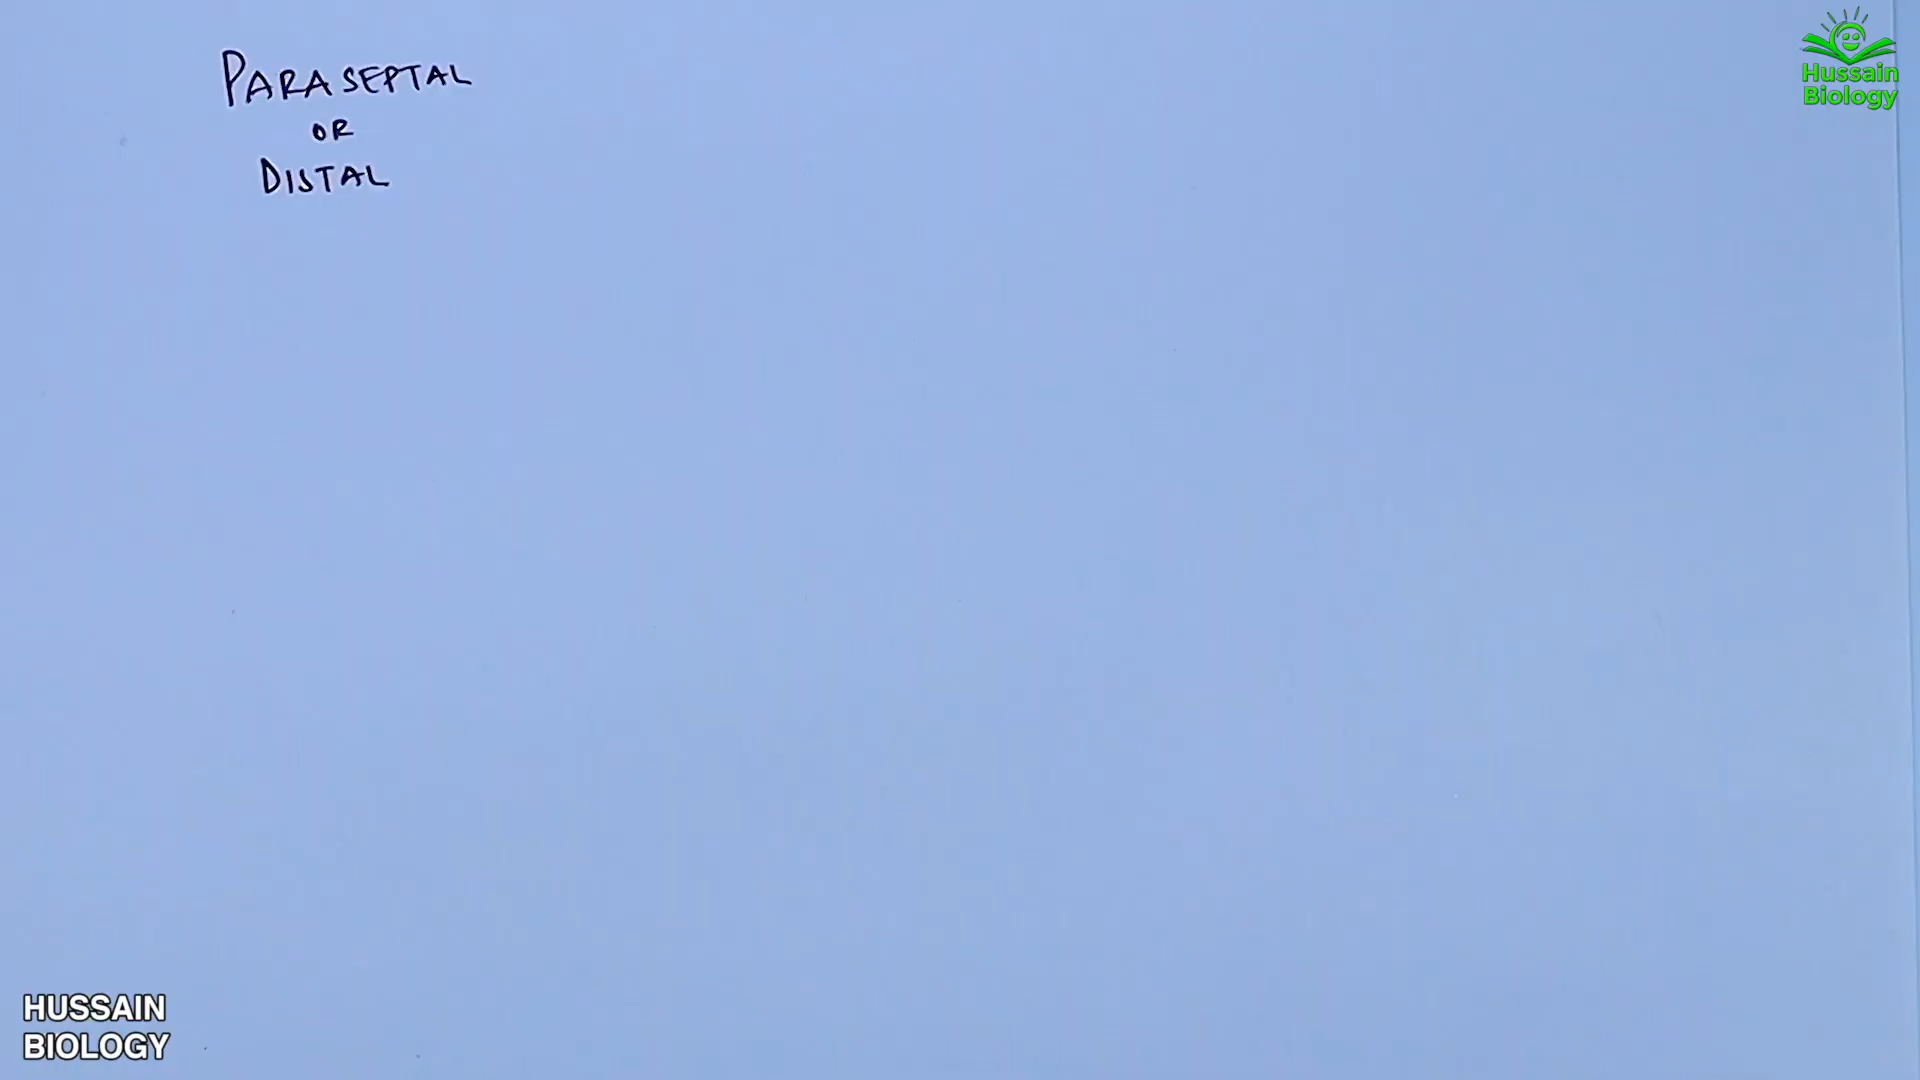 PARASEPTAL
OR
DISTAL
Hussain
Biology
HUSSAIN
BIOLOGY